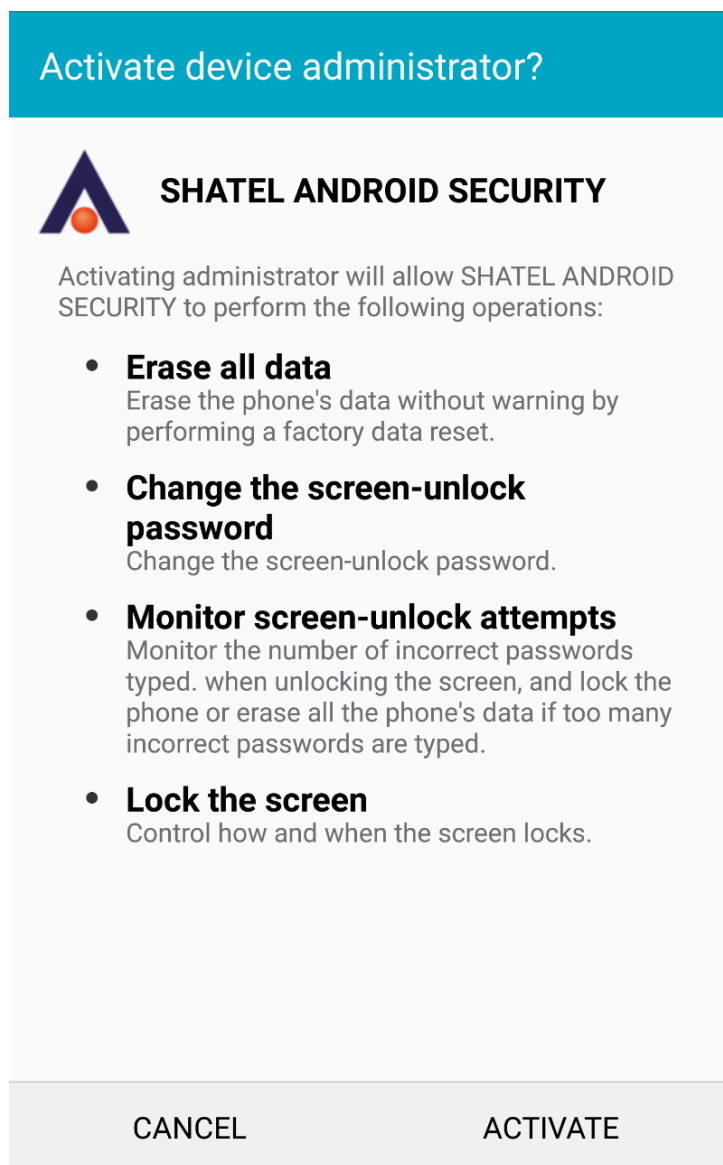 Activate device administrator?
SHATEL ANDROID SECURITY
Activating administrator will allow SHATEL ANDROID
SECURITY to perform the following operations:
• Erase all data
Erase the phone's data without warning by
performing a factory data reset.
• Change the screen-unlock
password
Change the screen-unlock password.
• Monitor screen-unlock attempts
Monitor the number of incorrect passwords
typed. when unlocking the screen, and lock the
phone or erase all the phone's data if too many
incorrect passwords are typed.
• Lock the screen
Control how and when the screen locks.
CANCEL ACTIVATE